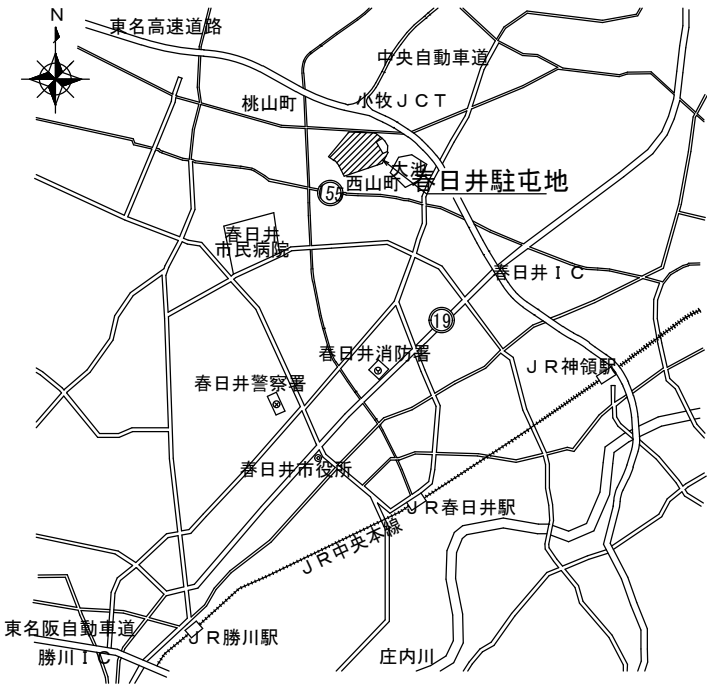 N
東名高速道路
中央自動車道
桃山町
小牧ＪＣＴ
大池
西山町
春日井駐屯地
55
春日井
市民病院
春日井ＩＣ
19
春日井消防署
ＪＲ神領駅
春日井警察署
春日井市役所
ＪＲ春日井駅
ＪＲ中央本線
東名阪自動車道
勝川ＩＣ
ＪＲ勝川駅
庄内川